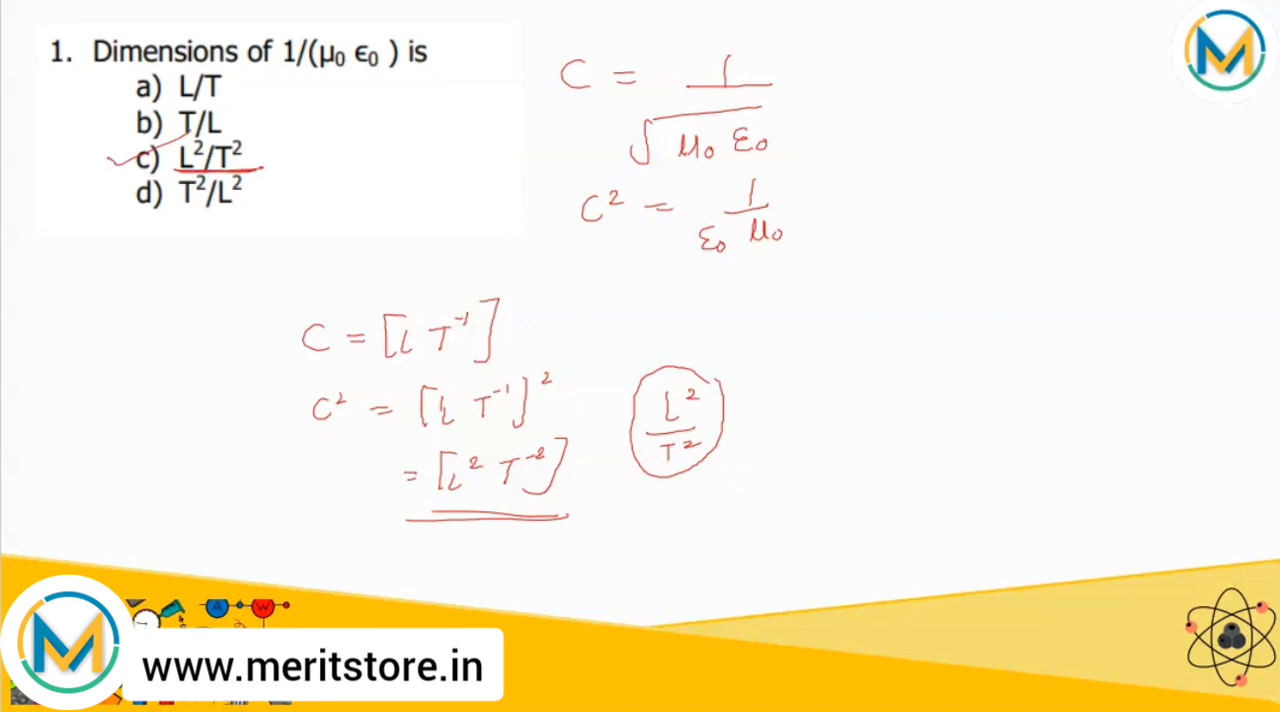 1. Dimensions of 1/(μ₀ ϵ₀ ) is
a) L/T
b) T/L
c) L²/T²
d) T²/L²
C = 1
√ μ₀ ε₀
C² = 1
ε₀ μ₀
C = [L T⁻¹]
C² = [L T⁻¹]²
= [L² T⁻²]
L²
T²
A W
www.meritstore.in